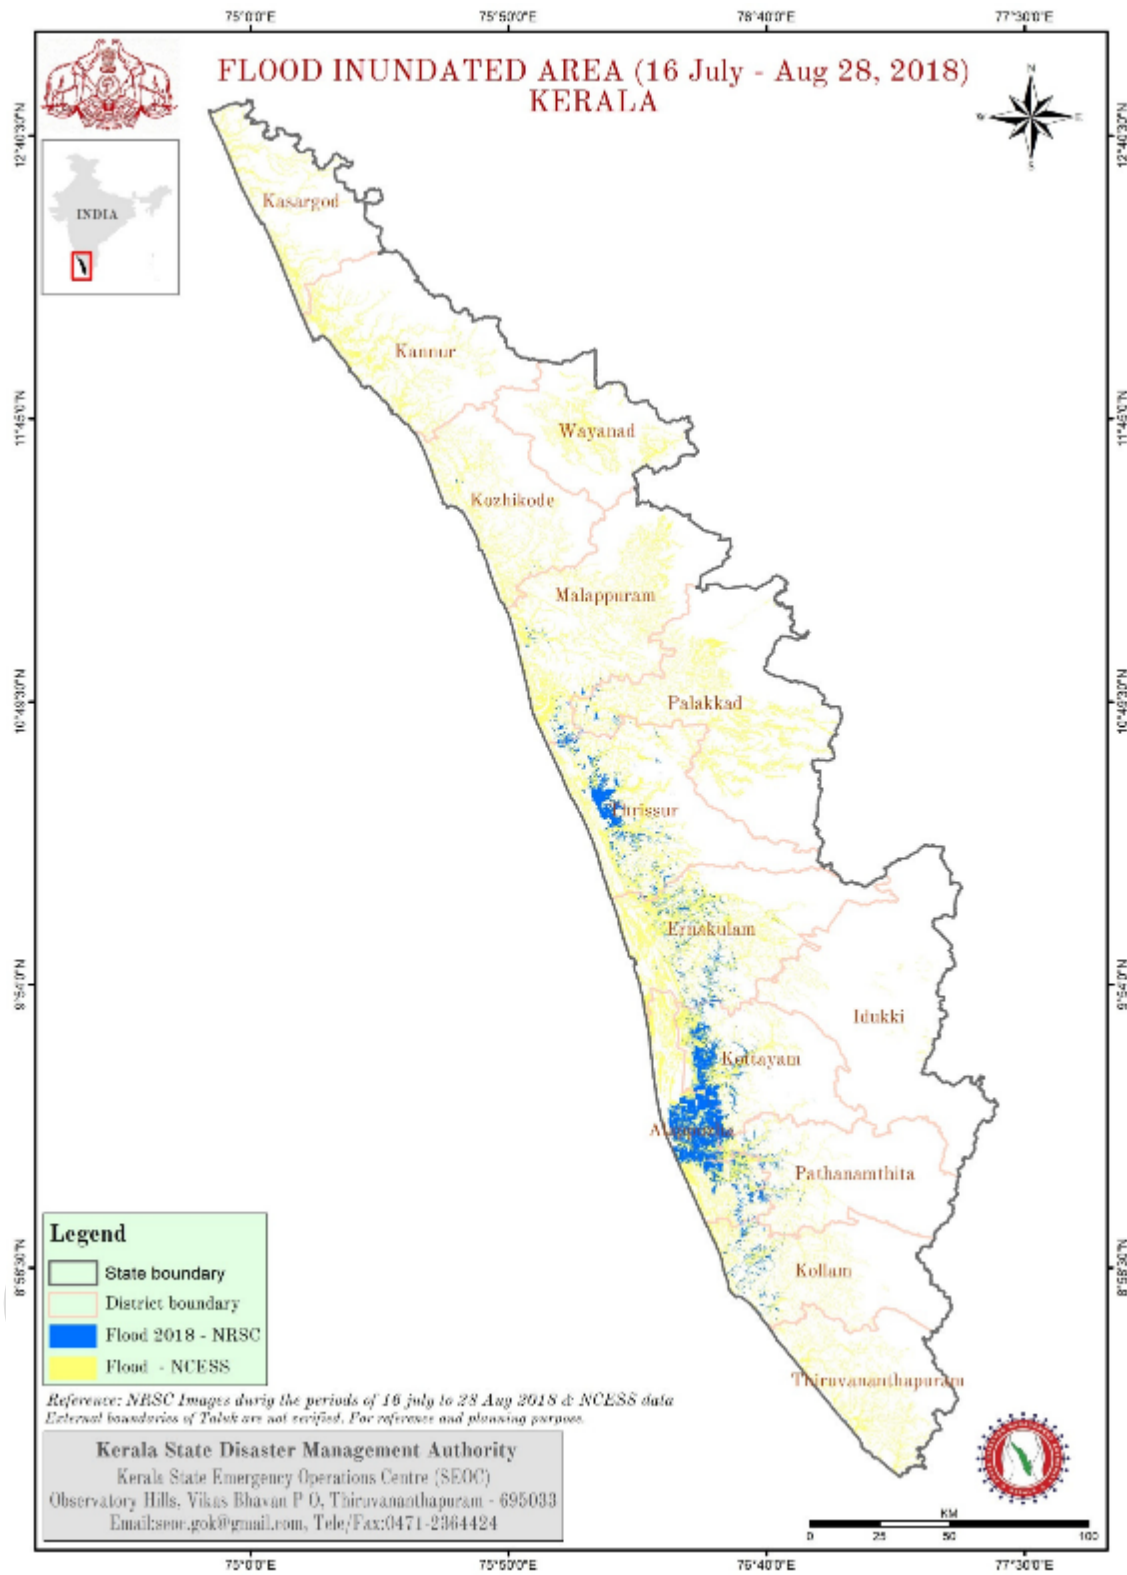 75°0'0"E 75°50'0"E 76°40'0"E 77°30'0"E
FLOOD INUNDATED AREA (16 July - Aug 28, 2018)
KERALA
N
W E
S
INDIA
12°40'30"N 12°40'30"N
Kasargod
Kannur
11°45'0"N 11°45'0"N
Wayanad
Kozhikode
Malappuram
10°49'30"N 10°49'30"N
Palakkad
Thrissur
Ernakulam
9°54'0"N 9°54'0"N
Idukki
Kottayam
Pathanamthita
Legend
State boundary
District boundary
Flood 2018 - NRSC
Flood - NCESS
8°58'30"N 8°58'30"N
Kollam
Thiruvananthapuram
Reference: NRSC Images durig the periods of 16 july to 28 Aug 2018 & NCESS data
External boundaries of Taluk are not verified. For reference and planning purpose.
Kerala State Disaster Management Authority
Kerala State Emergency Operations Centre (SEOC)
Observatory Hills, Vikas Bhavan P O, Thiruvananthapuram - 695033
Email:seoc.gok@gmail.com, Tele/Fax:0471-2364424
KM
0 25 50 100
75°0'0"E 75°50'0"E 76°40'0"E 77°30'0"E